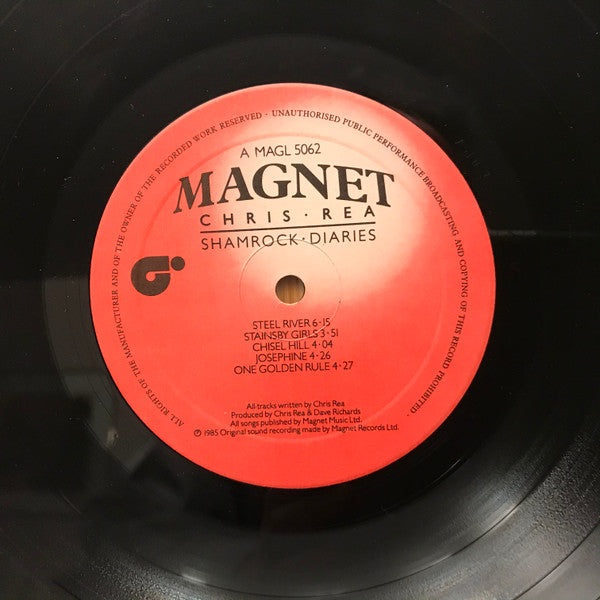 ALL RIGHTS OF THE MANUFACTURER AND OF THE OWNER OF THE RECORDED WORK RESERVED · UNAUTHORISED PUBLIC PERFORMANCE BROADCASTING AND COPYING OF THIS RECORD PROHIBITED ·
A MAGL 5062
MAGNET
CHRIS · REA
SHAMROCK · DIARIES
STEEL RIVER 6·15
STAINSBY GIRLS 3·51
CHISEL HILL 4·04
JOSEPHINE 4·26
ONE GOLDEN RULE 4·27
All tracks written by Chris Rea
Produced by Chris Rea & Dave Richards
All songs published by Magnet Music Ltd.
℗ 1985 Original sound recording made by Magnet Records Ltd.